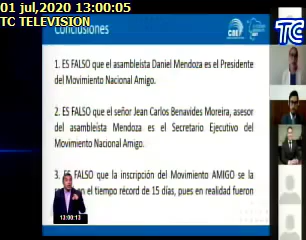 01 jul,2020 13:00:05
TC TELEVISION
Conclusiones
CNE
TC
1. ES FALSO que el asambleísta Daniel Mendoza es el Presidente
del Movimiento Nacional Amigo.
2. ES FALSO que el señor Jean Carlos Benavides Moreira, asesor
del asambleísta Mendoza es el Secretario Ejecutivo del
Movimiento Nacional Amigo.
3. ES FALSO que la inscripción del Movimiento AMIGO se la
en el tiempo récord de 15 días, pues en realidad fueron
13:00:13